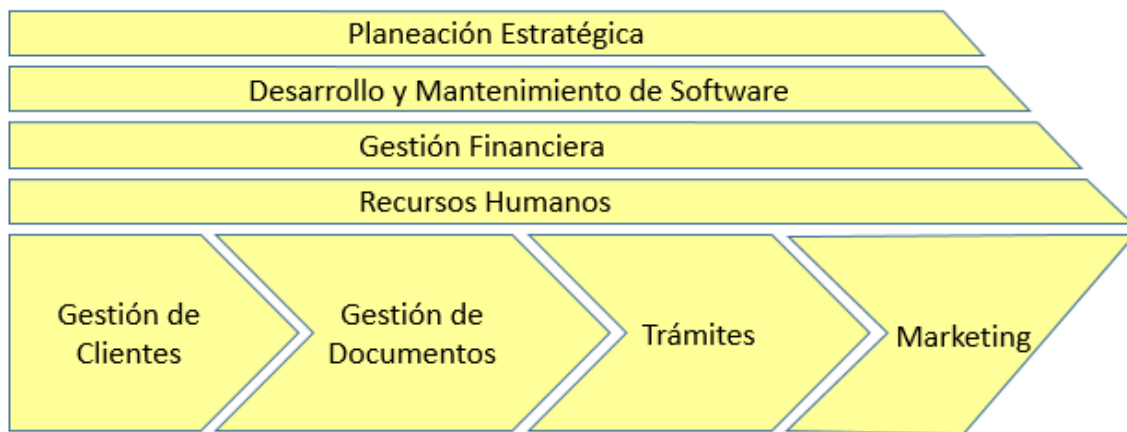 Planeación Estratégica
Desarrollo y Mantenimiento de Software
Gestión Financiera
Recursos Humanos
Gestión de
Clientes
Gestión de
Documentos
Trámites
Marketing